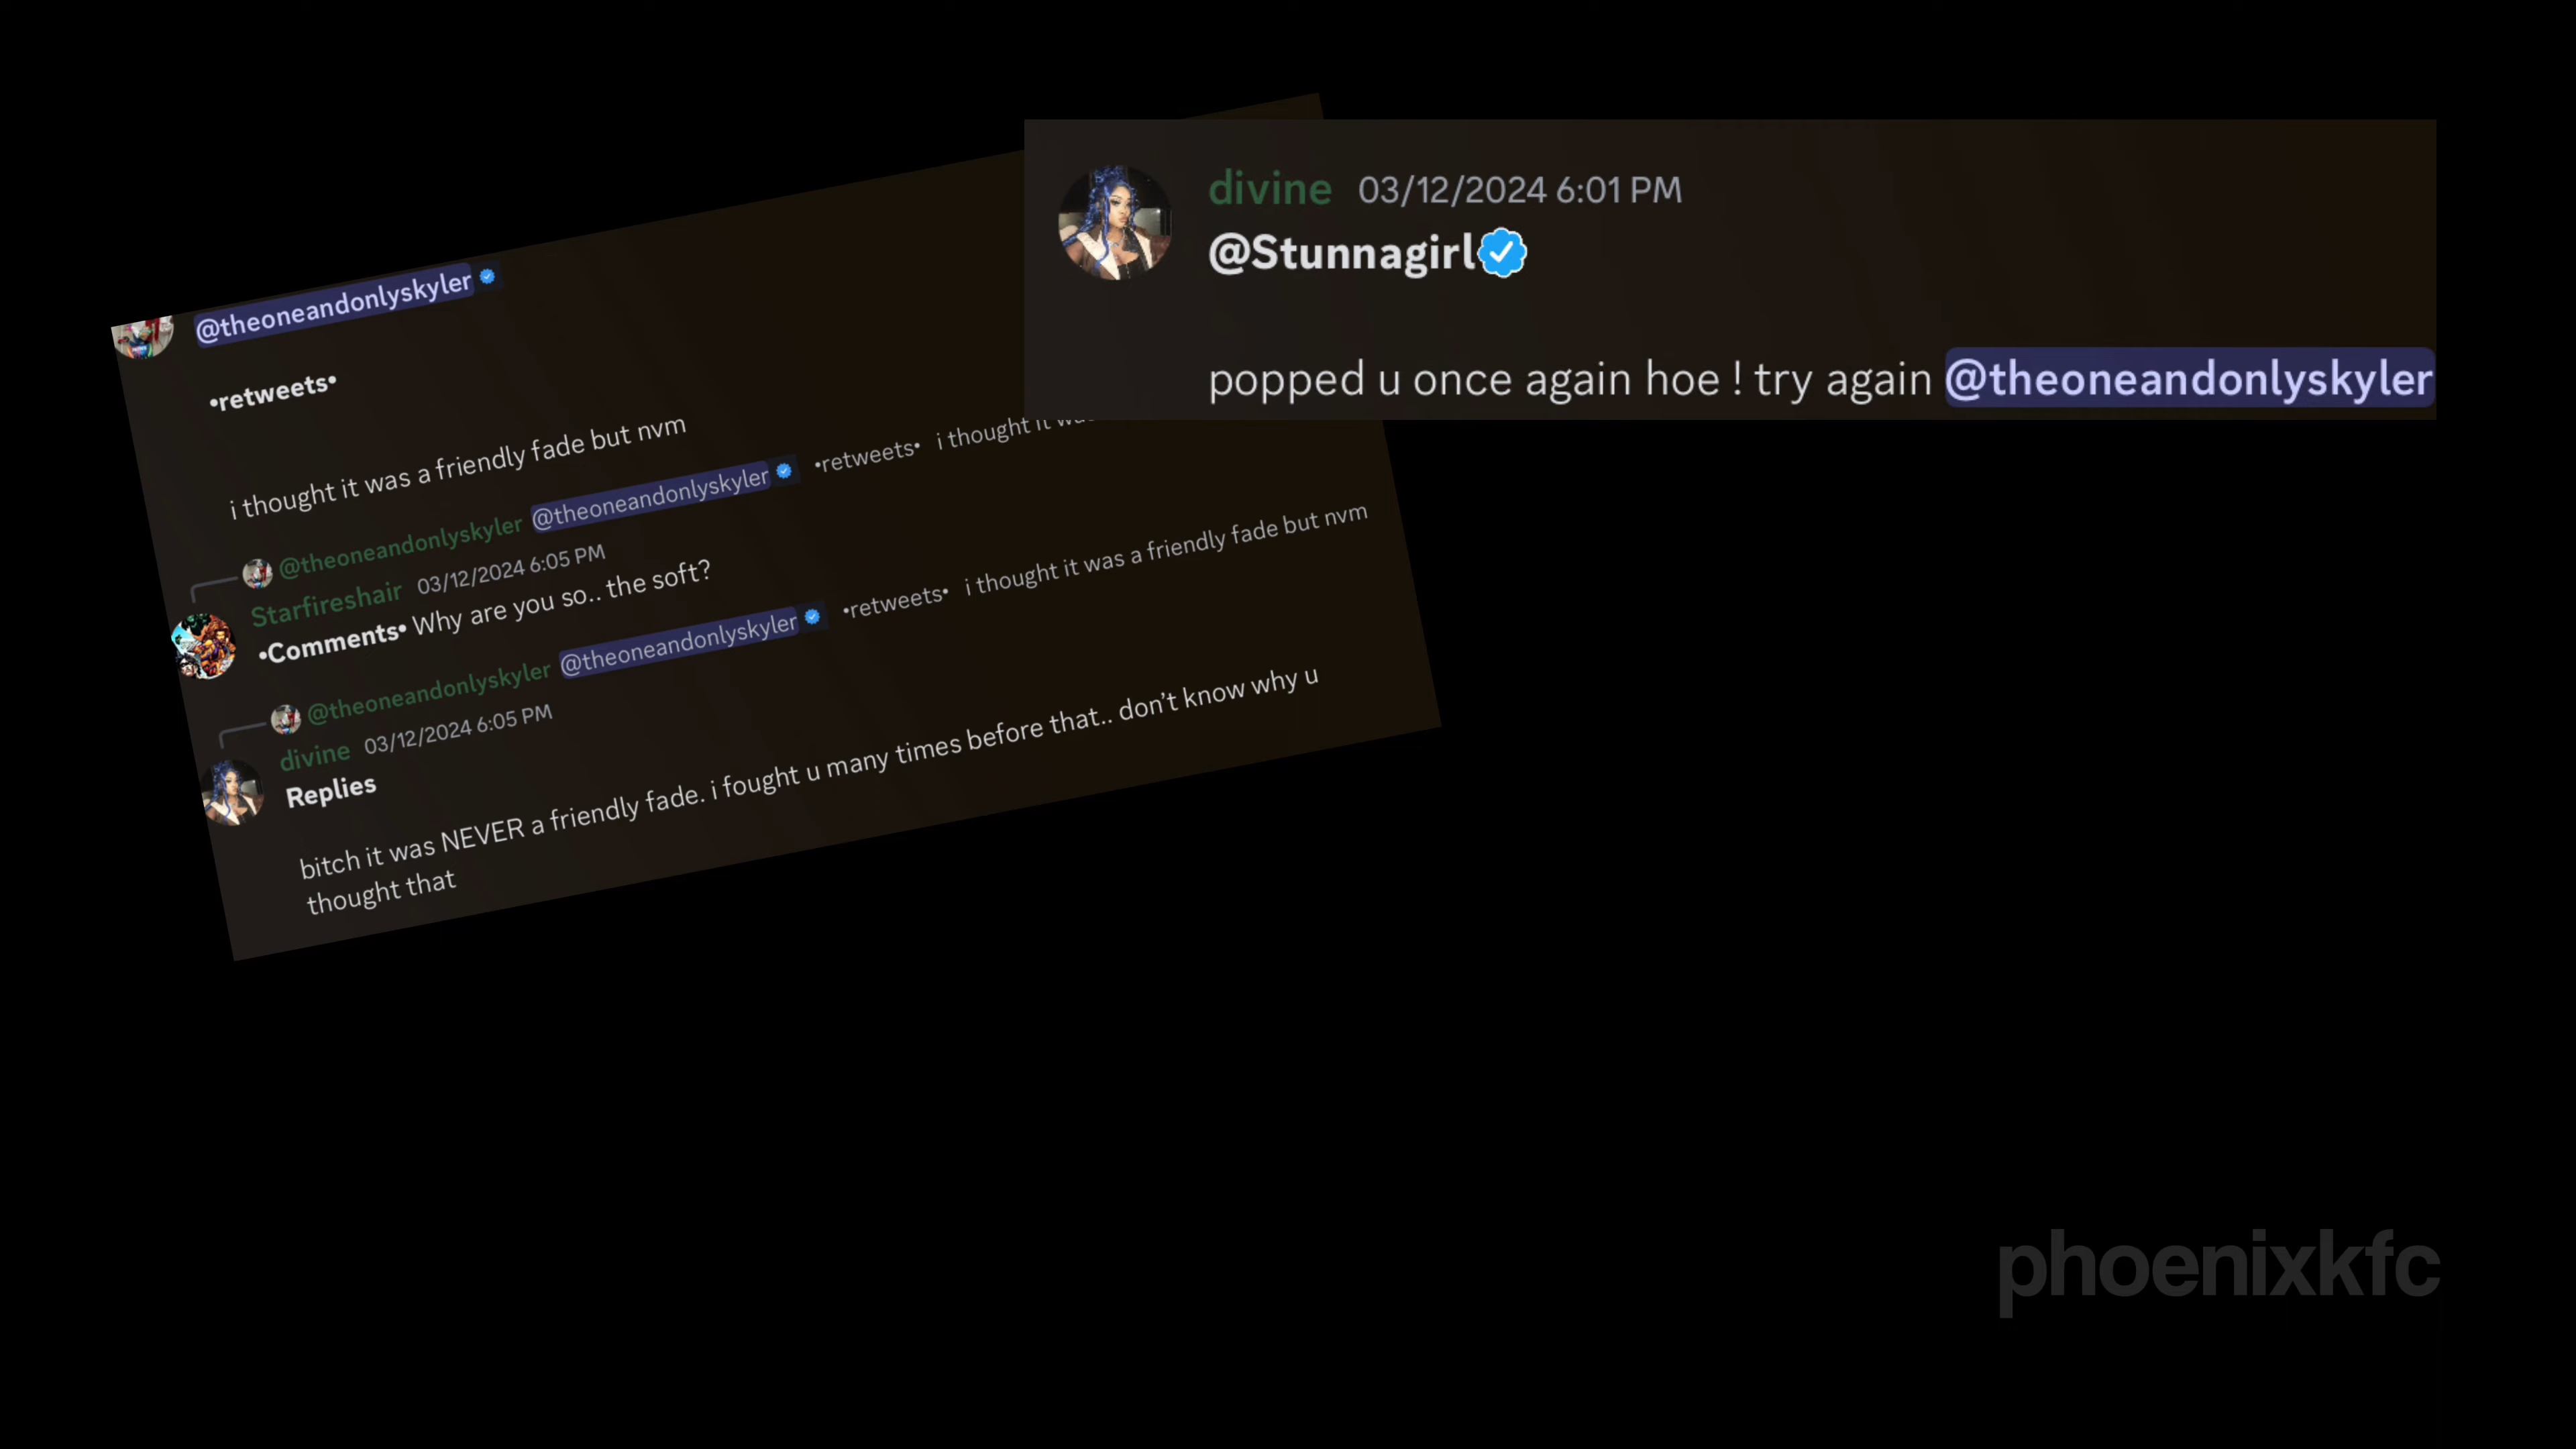 divine 03/12/2024 6:01 PM
@Stunnagirl
popped u once again hoe ! try again @theoneandonlyskyler
@theoneandonlyskyler
•retweets•
i thought it was a friendly fade but nvm
@theoneandonlyskyler @theoneandonlyskyler •retweets• i thought it
Starfireshair 03/12/2024 6:05 PM
•Comments• Why are you so.. the soft?
@theoneandonlyskyler @theoneandonlyskyler •retweets• i thought it was a friendly fade but nvm
divine 03/12/2024 6:05 PM
Replies
bitch it was NEVER a friendly fade. i fought u many times before that.. don’t know why u
thought that
phoenixkfc